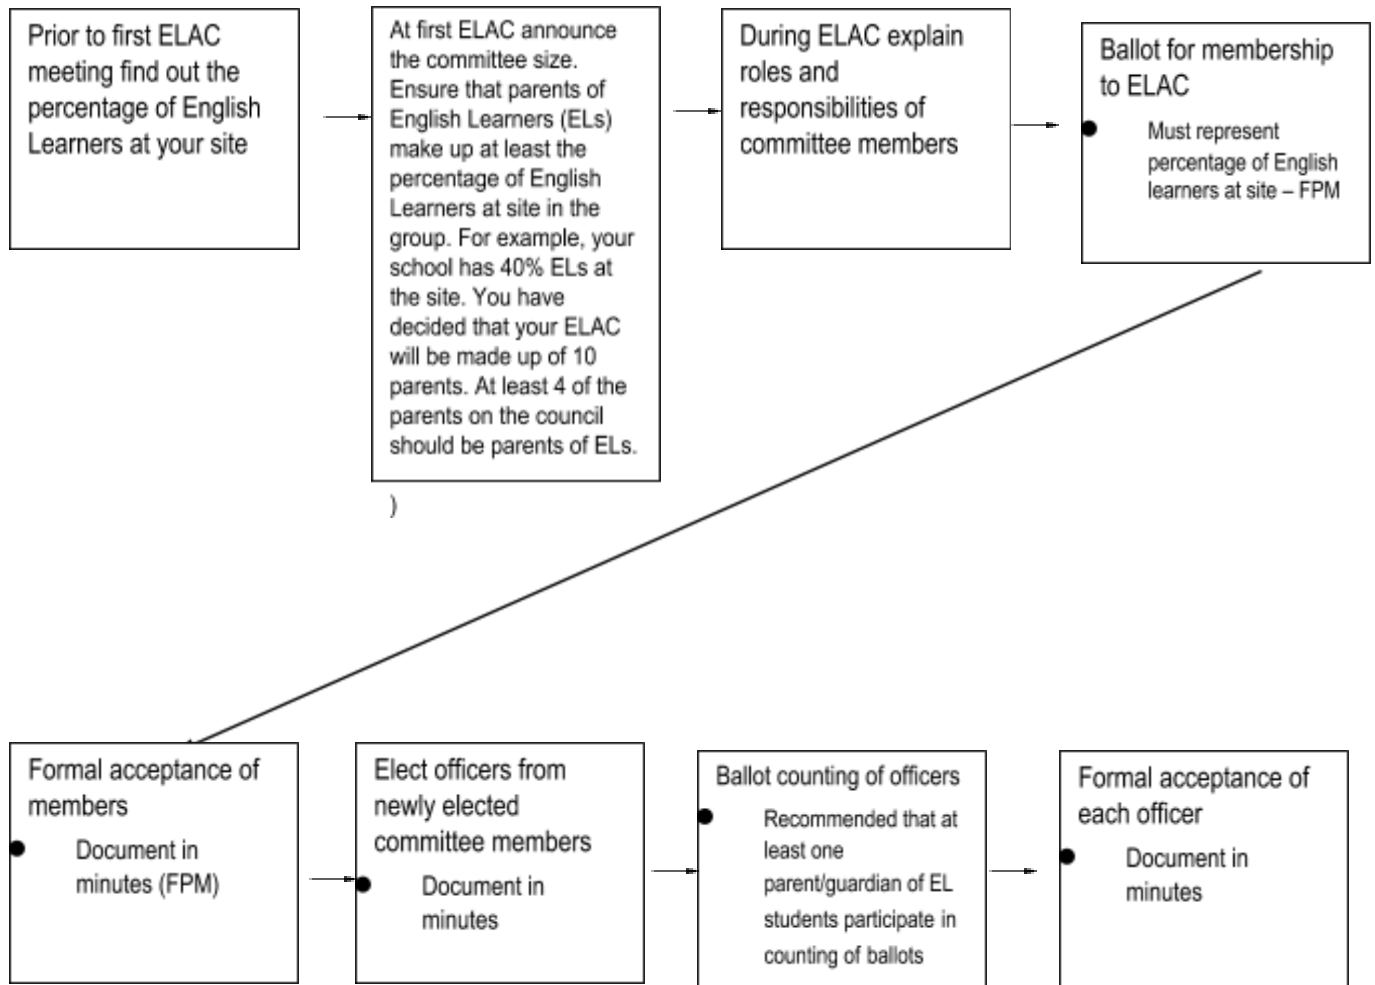 Prior to first ELAC
meeting find out the
percentage of English
Learners at your site
At first ELAC announce
the committee size.
Ensure that parents of
English Learners (ELs)
make up at least the
percentage of English
Learners at site in the
group. For example, your
school has 40% ELs at
the site. You have
decided that your ELAC
will be made up of 10
parents. At least 4 of the
parents on the council
should be parents of ELs.
)
During ELAC explain
roles and
responsibilities of
committee members
Ballot for membership
to ELAC
● Must represent
percentage of English
learners at site – FPM
Formal acceptance of
members
● Document in
minutes (FPM)
Elect officers from
newly elected
committee members
● Document in
minutes
Ballot counting of officers
● Recommended that at
least one
parent/guardian of EL
students participate in
counting of ballots
Formal acceptance of
each officer
● Document in
minutes